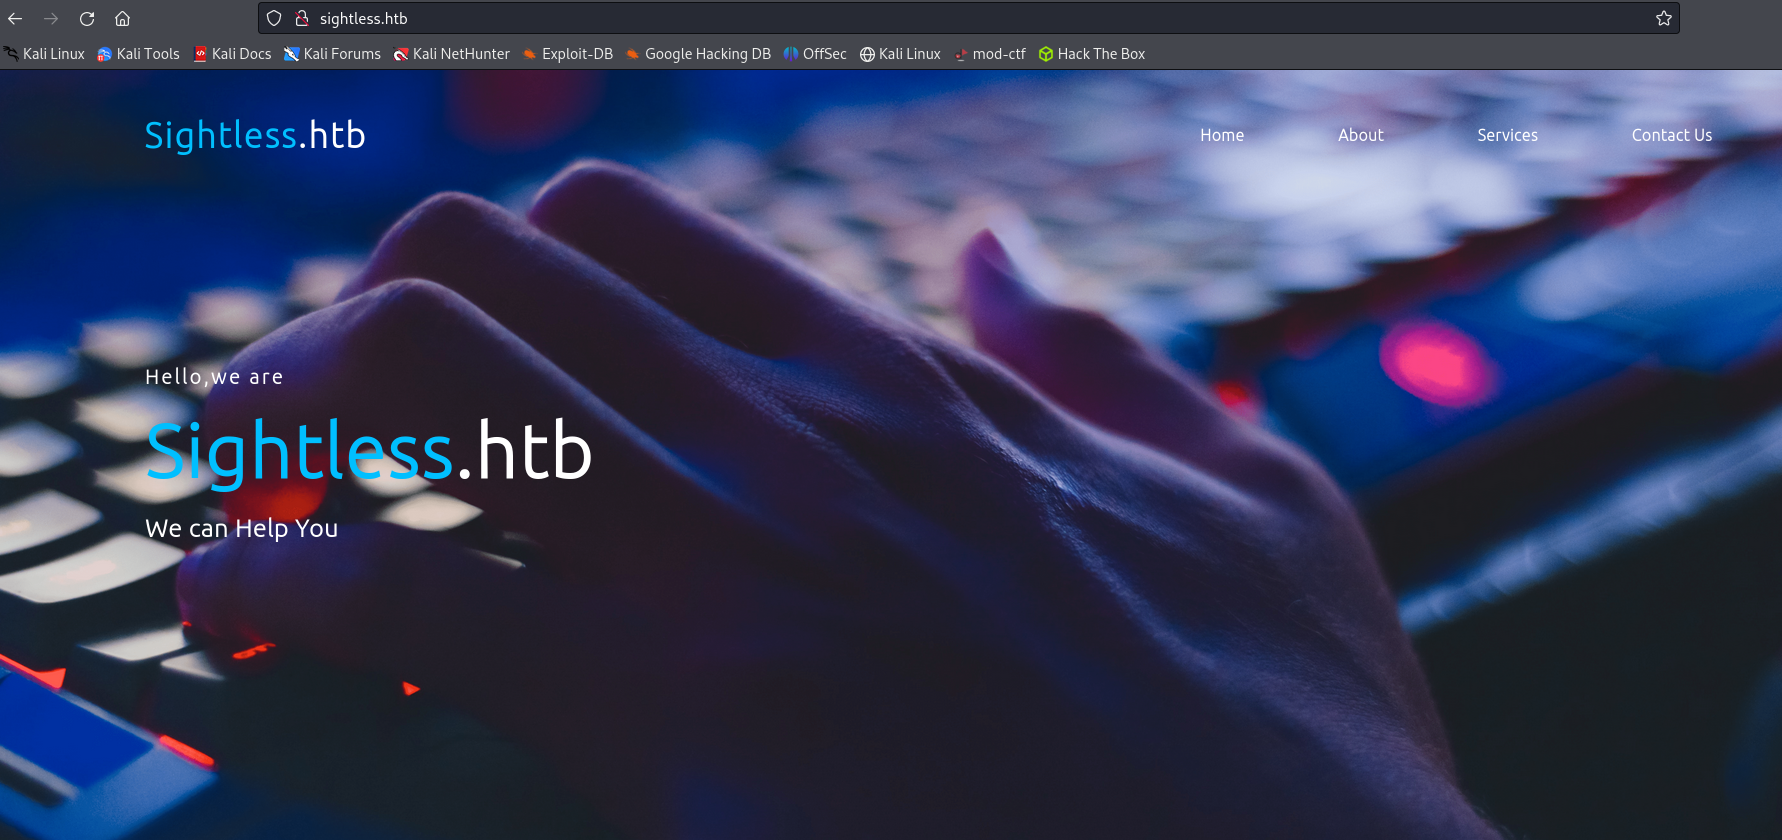 sightless.htb
Kali Linux Kali Tools Kali Docs Kali Forums Kali NetHunter Exploit-DB Google Hacking DB OffSec Kali Linux mod-ctf Hack The Box
Sightless.htb Home About Services Contact Us
Hello,we are
Sightless.htb
We can Help You